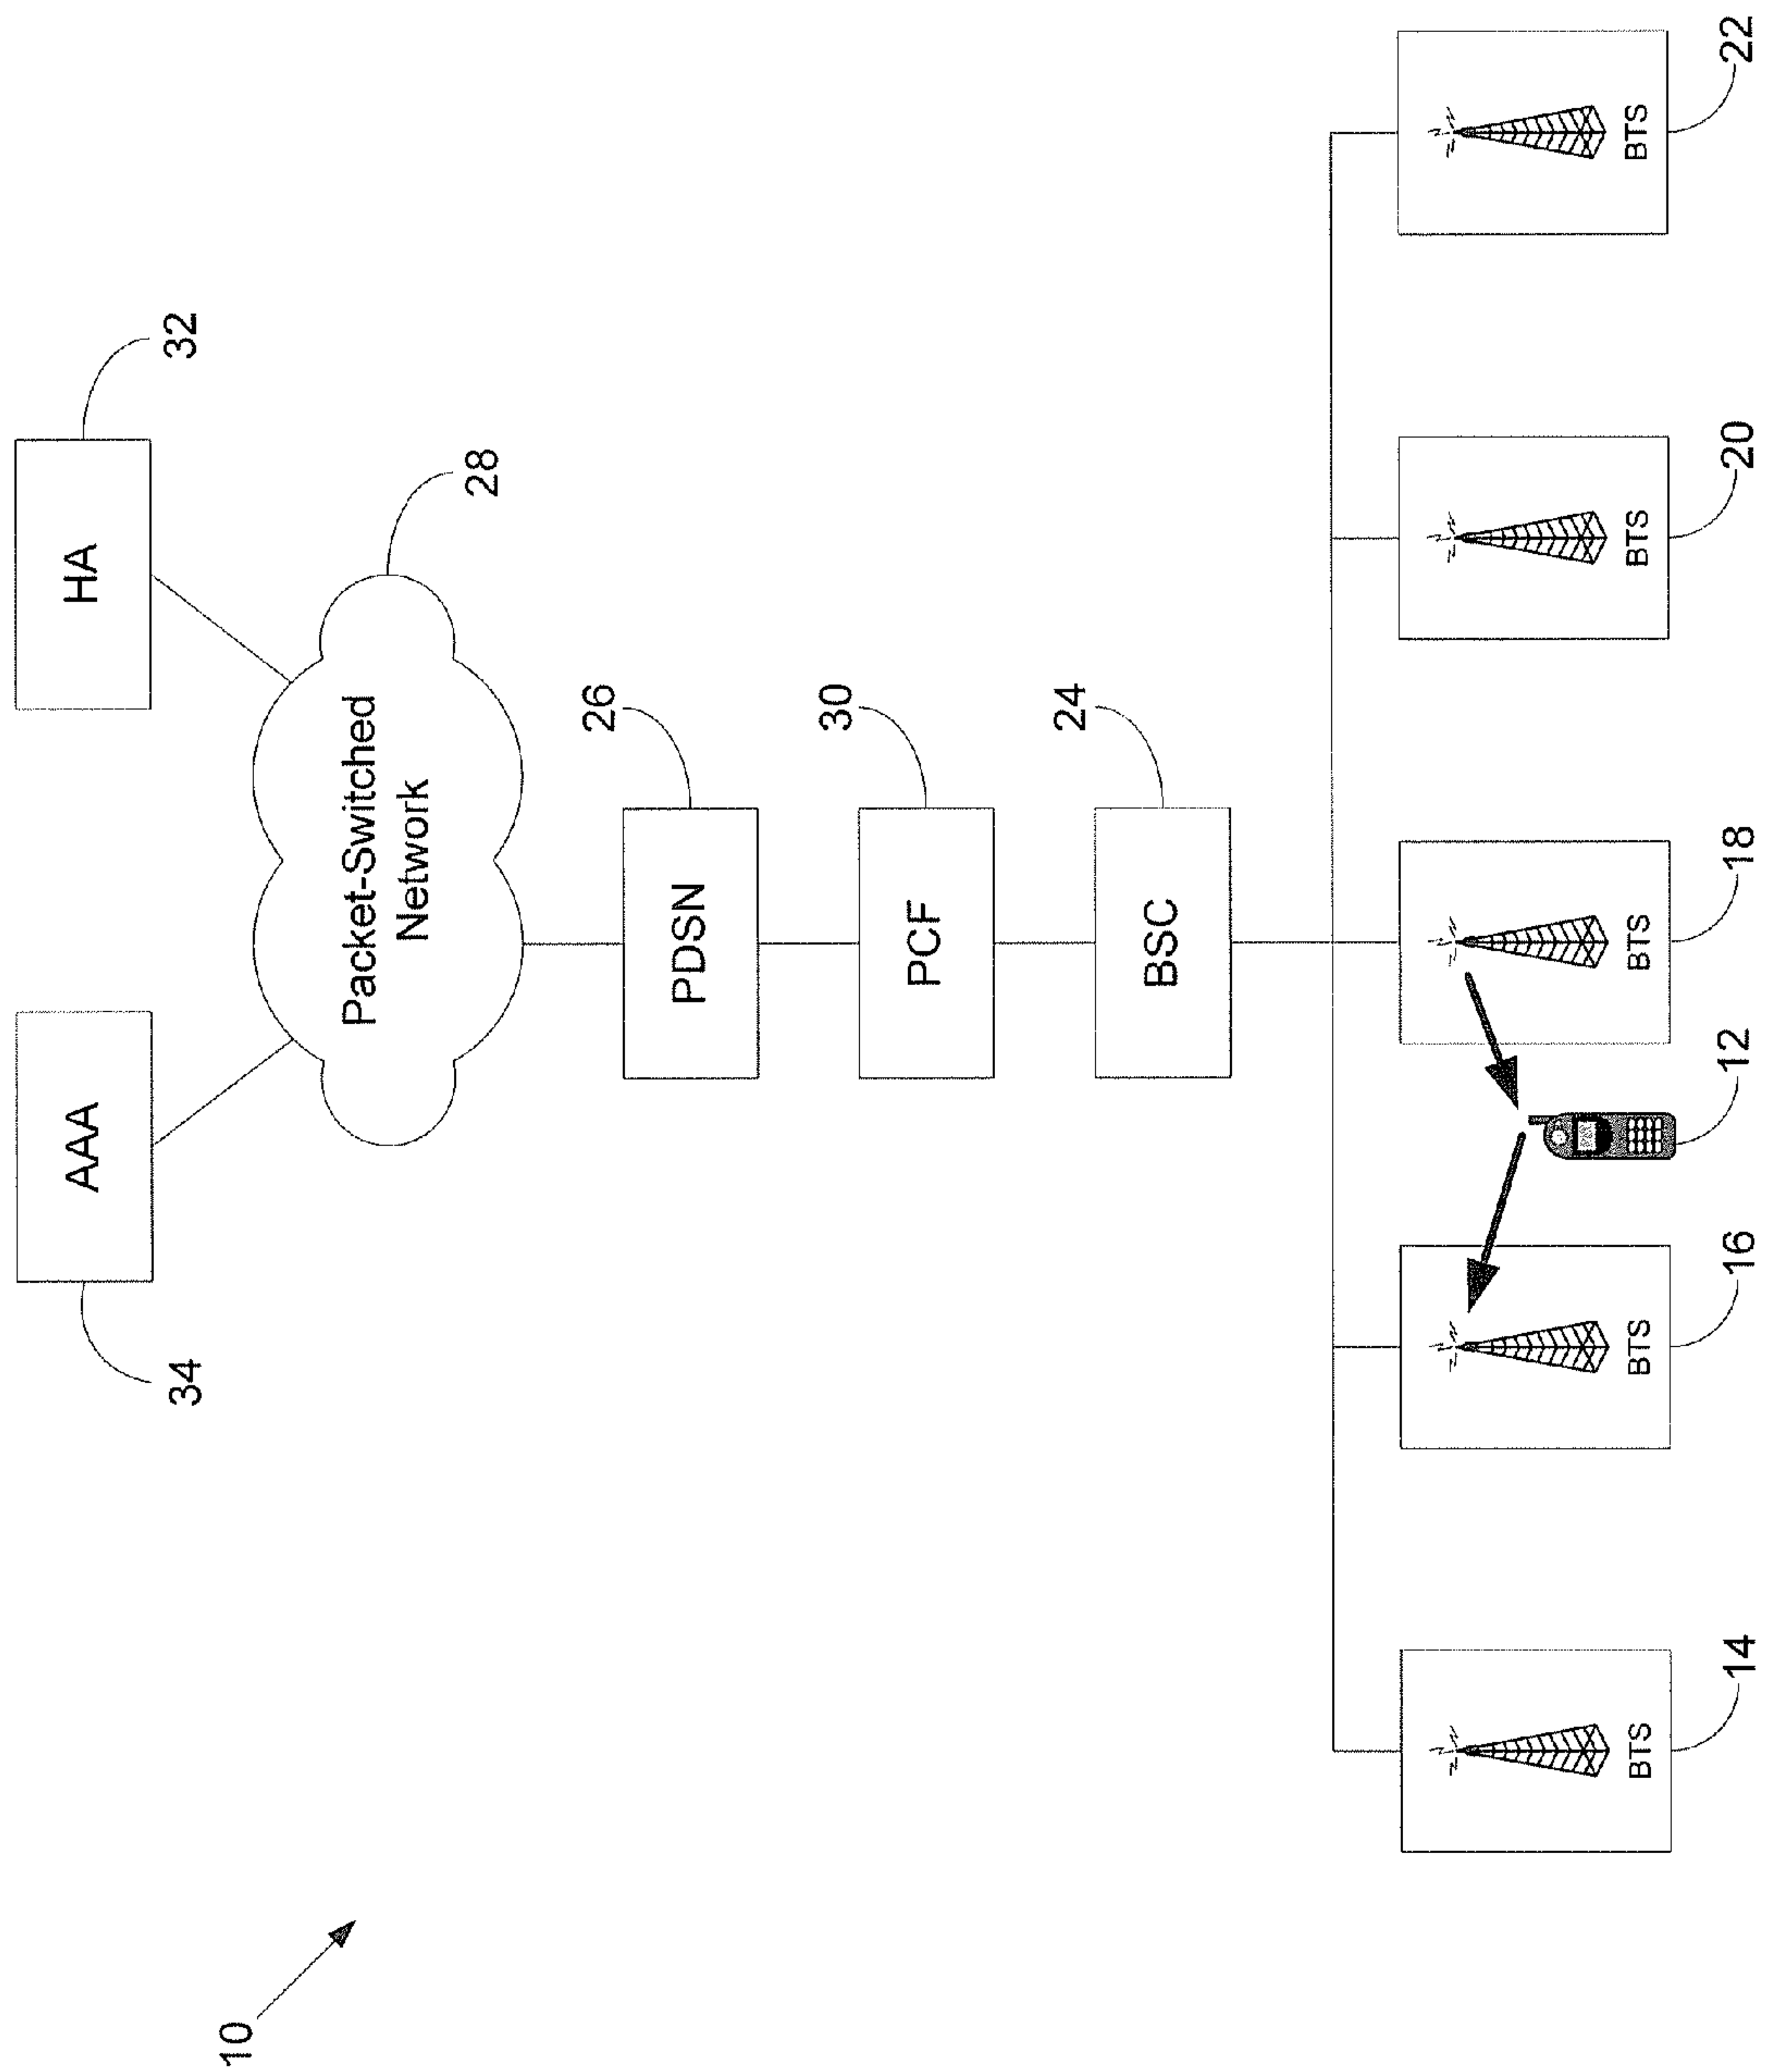 AAA
34
HA
32
Packet-Switched
Network
28
PDSN
26
PCF
30
BSC
24
10
BTS
14
BTS
16
12
BTS
18
BTS
20
BTS
22